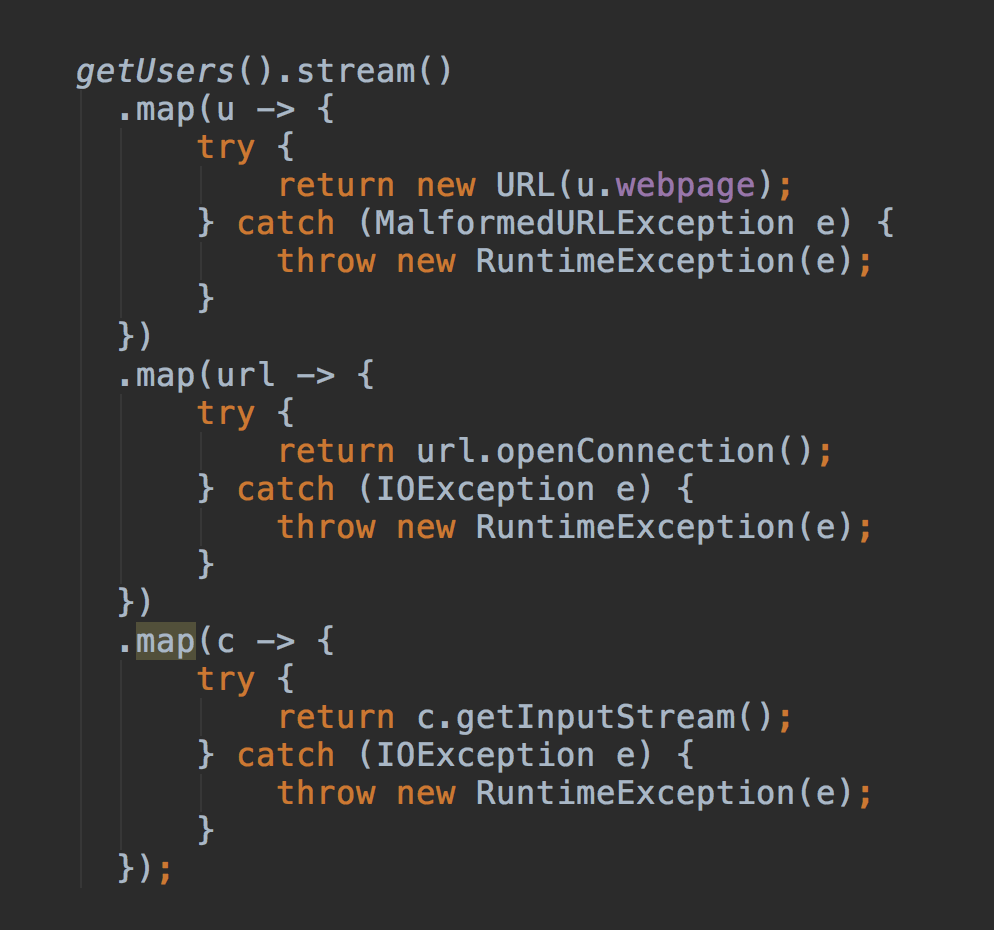 getUsers().stream()
.map(u -> {
try {
return new URL(u.webpage);
} catch (MalformedURLException e) {
throw new RuntimeException(e);
}
})
.map(url -> {
try {
return url.openConnection();
} catch (IOException e) {
throw new RuntimeException(e);
}
})
.map(c -> {
try {
return c.getInputStream();
} catch (IOException e) {
throw new RuntimeException(e);
}
});